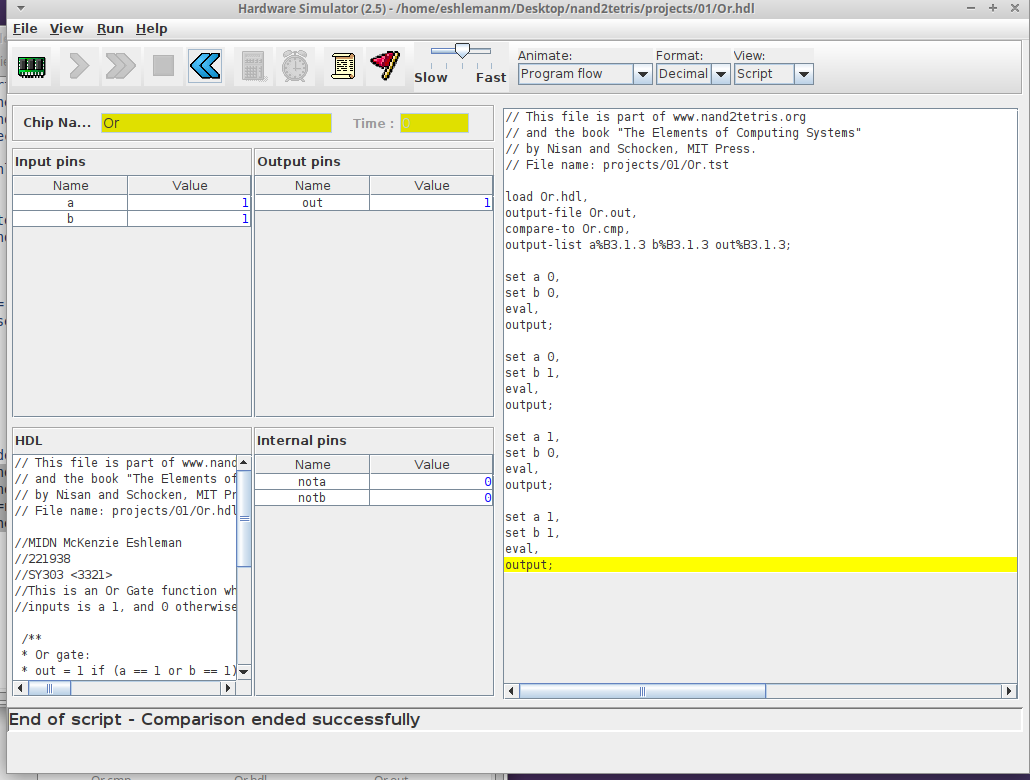 Hardware Simulator (2.5) - /home/eshlemanm/Desktop/nand2tetris/projects/01/Or.hdl
File View Run Help
Slow Fast
Animate: Format: View:
Program flow Decimal Script
Chip Na... Or Time : 0
Input pins
Name Value
a 1
b 1
Output pins
Name Value
out 1
HDL
// This file is part of www.nand
// and the book "The Elements of
// by Nisan and Schocken, MIT Pr
// File name: projects/01/Or.hdl
//MIDN McKenzie Eshleman
//221938
//SY303 <3321>
//This is an Or Gate function wh
//inputs is a 1, and 0 otherwise
/**
* Or gate:
* out = 1 if (a == 1 or b == 1)
Internal pins
Name Value
nota 0
notb 0
// This file is part of www.nand2tetris.org
// and the book "The Elements of Computing Systems"
// by Nisan and Schocken, MIT Press.
// File name: projects/01/Or.tst
load Or.hdl,
output-file Or.out,
compare-to Or.cmp,
output-list a%B3.1.3 b%B3.1.3 out%B3.1.3;
set a 0,
set b 0,
eval,
output;
set a 0,
set b 1,
eval,
output;
set a 1,
set b 0,
eval,
output;
set a 1,
set b 1,
eval,
output;
End of script - Comparison ended successfully
Or.cmp Or.hdl Or.out